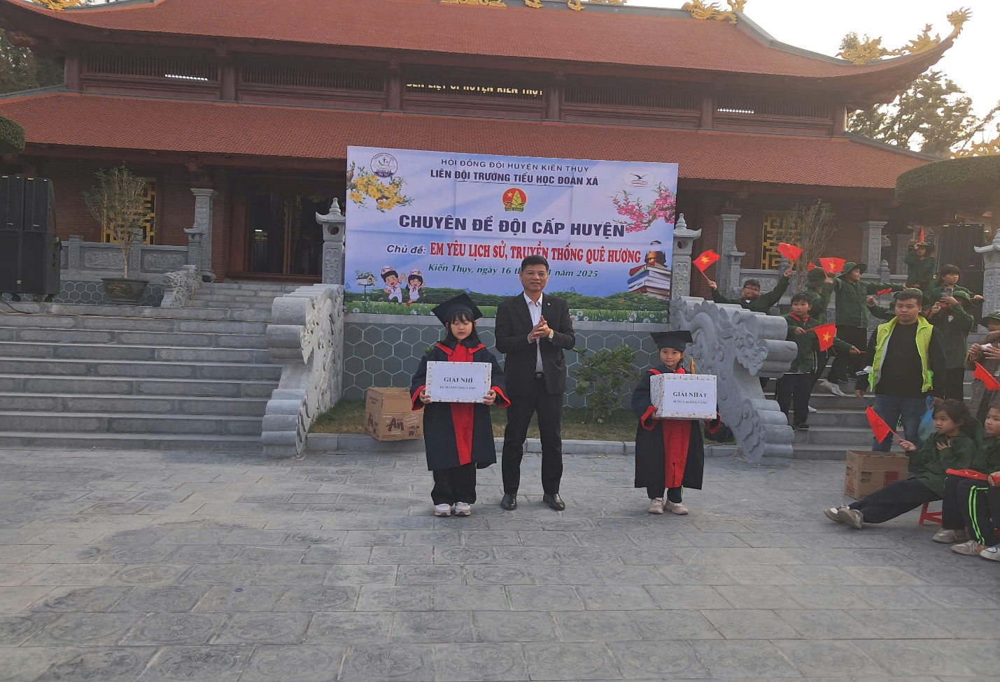 ĐỀN LIỆT SĨ HUYỆN KIẾN THỤY
HỘI ĐỒNG ĐỘI HUYỆN KIẾN THỤY
LIÊN ĐỘI TRƯỜNG TIỂU HỌC ĐOÀN XÁ
CHUYÊN ĐỀ ĐỘI CẤP HUYỆN
Chủ đề: EM YÊU LỊCH SỬ, TRUYỀN THỐNG QUÊ HƯƠNG
Kiến Thụy, ngày 16 1 năm 2025
GIẢI NHÌ
RUNG CHUÔNG VÀNG
GIẢI NHẤT
RUNG CHUÔNG VÀNG
An